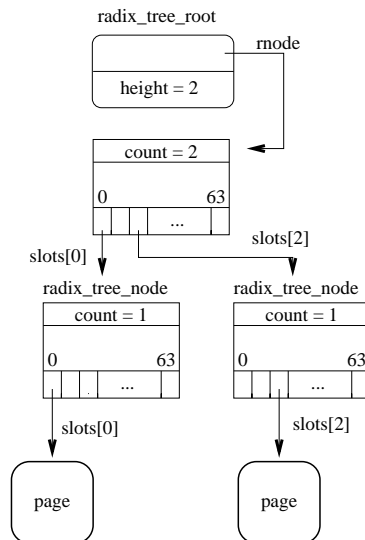 radix_tree_root
rnode
height = 2
count = 2
0 63
...
slots[0] slots[2]
radix_tree_node radix_tree_node
count = 1 count = 1
0 63 0 63
... ...
slots[0] slots[2]
page page